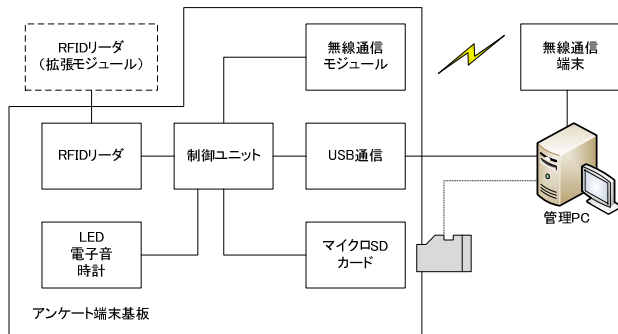 RFIDリーダ
(拡張モジュール)
無線通信
モジュール
無線通信
端末
RFIDリーダ
制御ユニット
USB通信
管理PC
LED
電子音
時計
マイクロSD
カード
アンケート端末基板